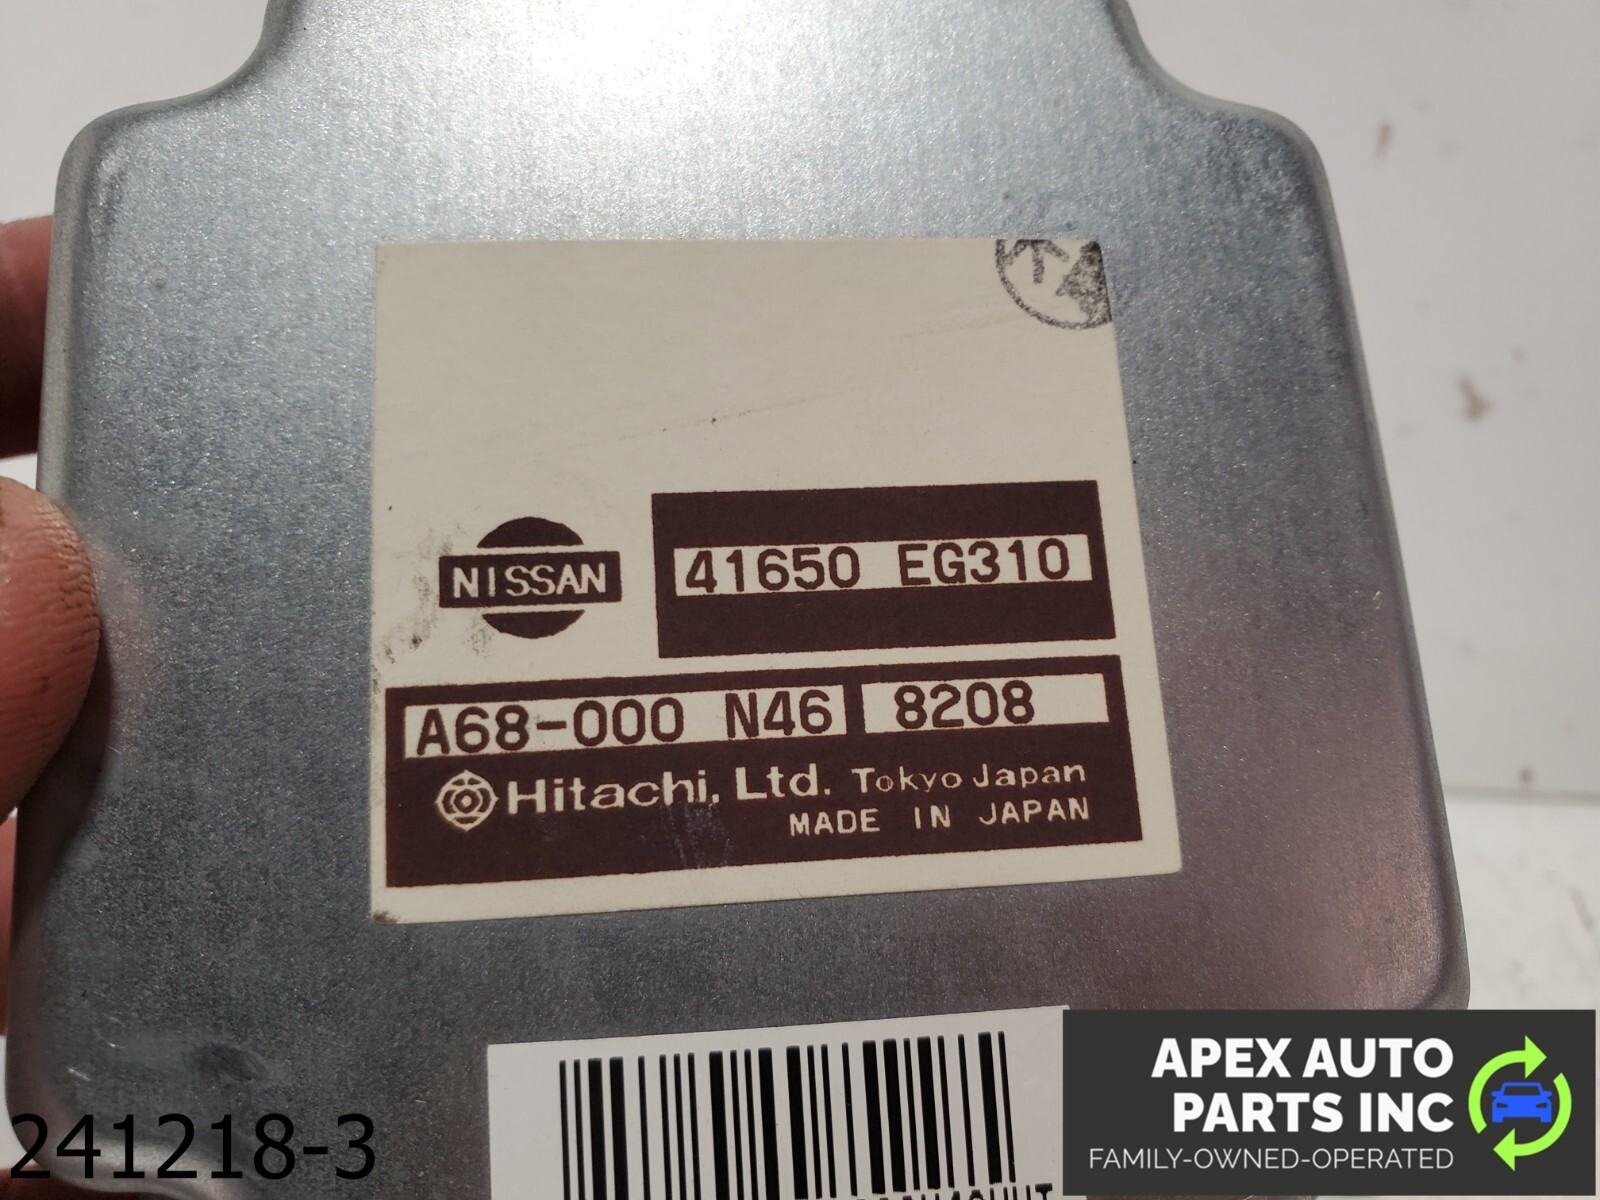 NISSAN
41650 EG310
A68-000 N46 8208
Hitachi, Ltd. Tokyo Japan
MADE IN JAPAN
241218-3
APEX AUTO
PARTS INC
FAMILY-OWNED-OPERATED